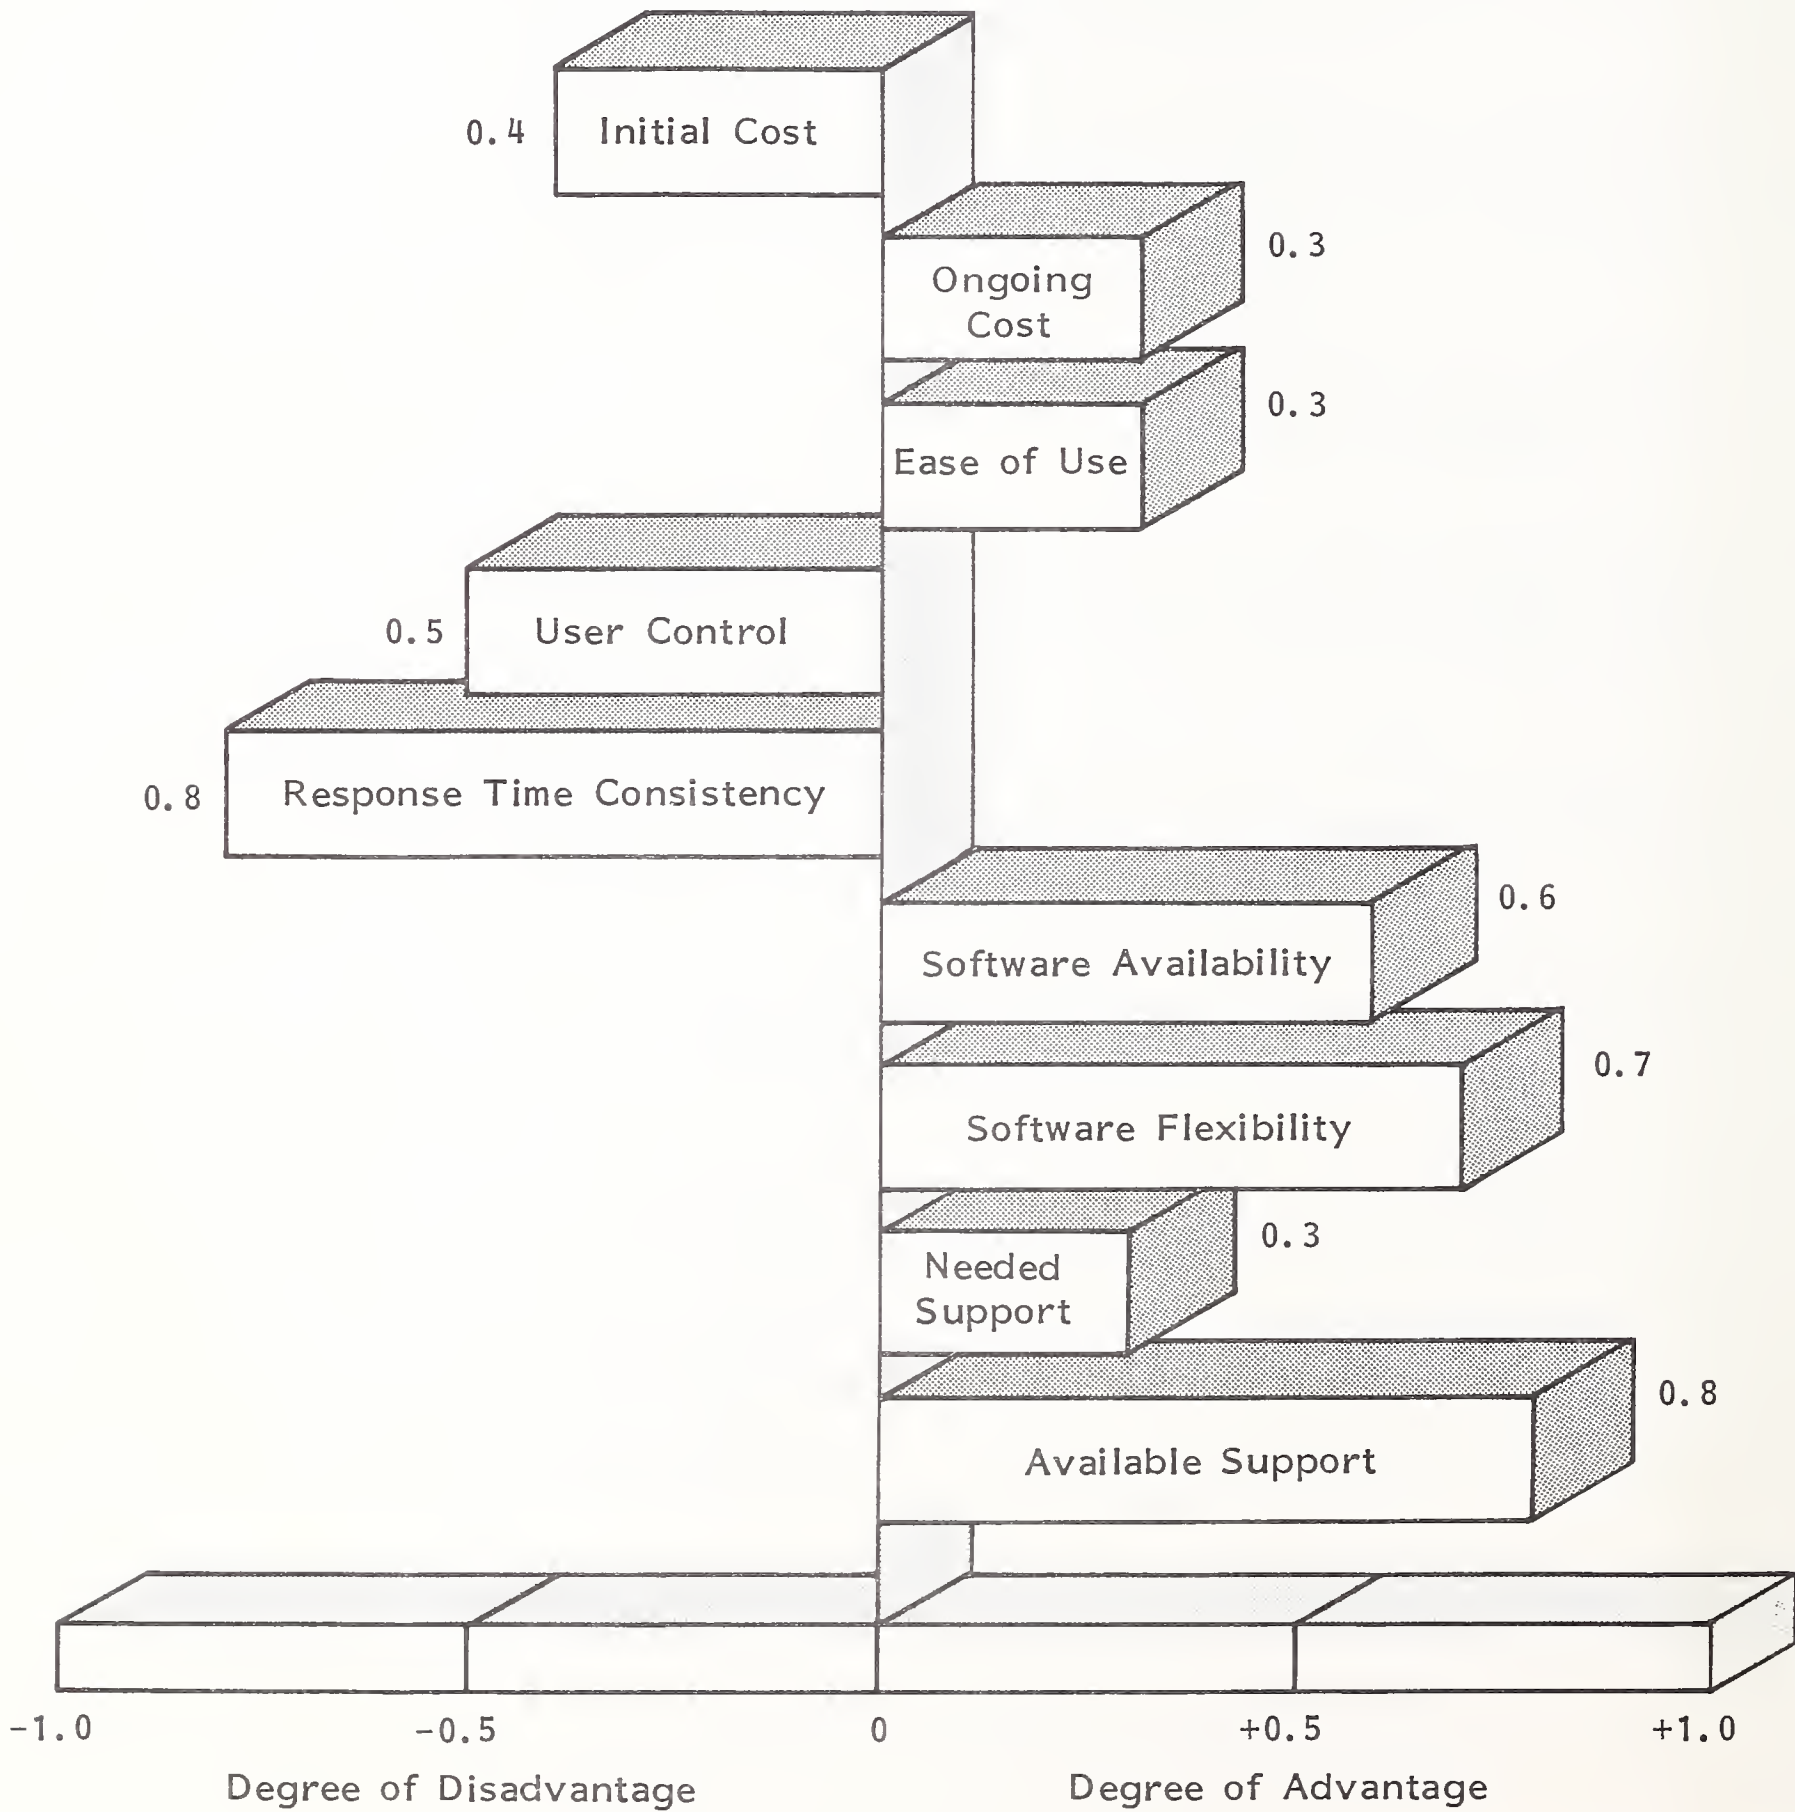 0.4
Initial Cost
0.3
Ongoing
Cost
0.3
Ease of Use
0.5
User Control
0.8
Response Time Consistency
0.6
Software Availability
0.7
Software Flexibility
0.3
Needed
Support
0.8
Available Support
-1.0 -0.5 0 +0.5 +1.0
Degree of Disadvantage Degree of Advantage